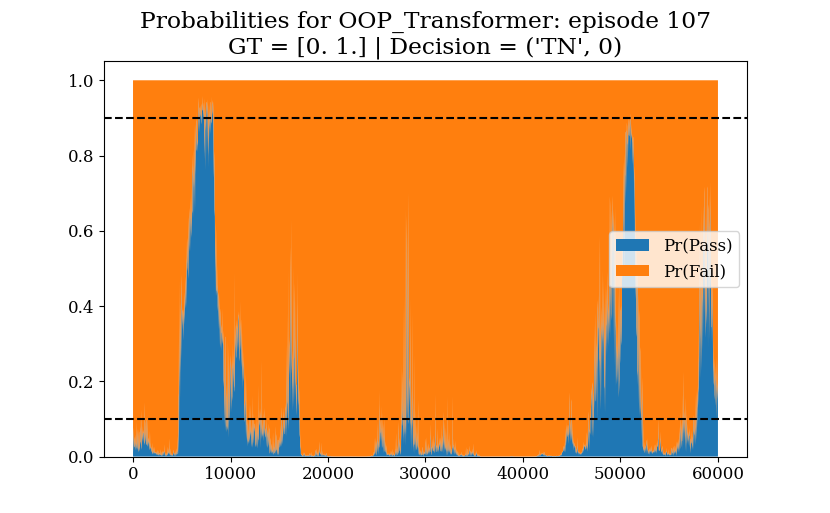 Probabilities for OOP_Transformer: episode 107
GT = [0. 1.] | Decision = ('TN', 0)
1.0
0.8
0.6
0.4
0.2
0.0
Pr(Pass)
Pr(Fail)
0 10000 20000 30000 40000 50000 60000